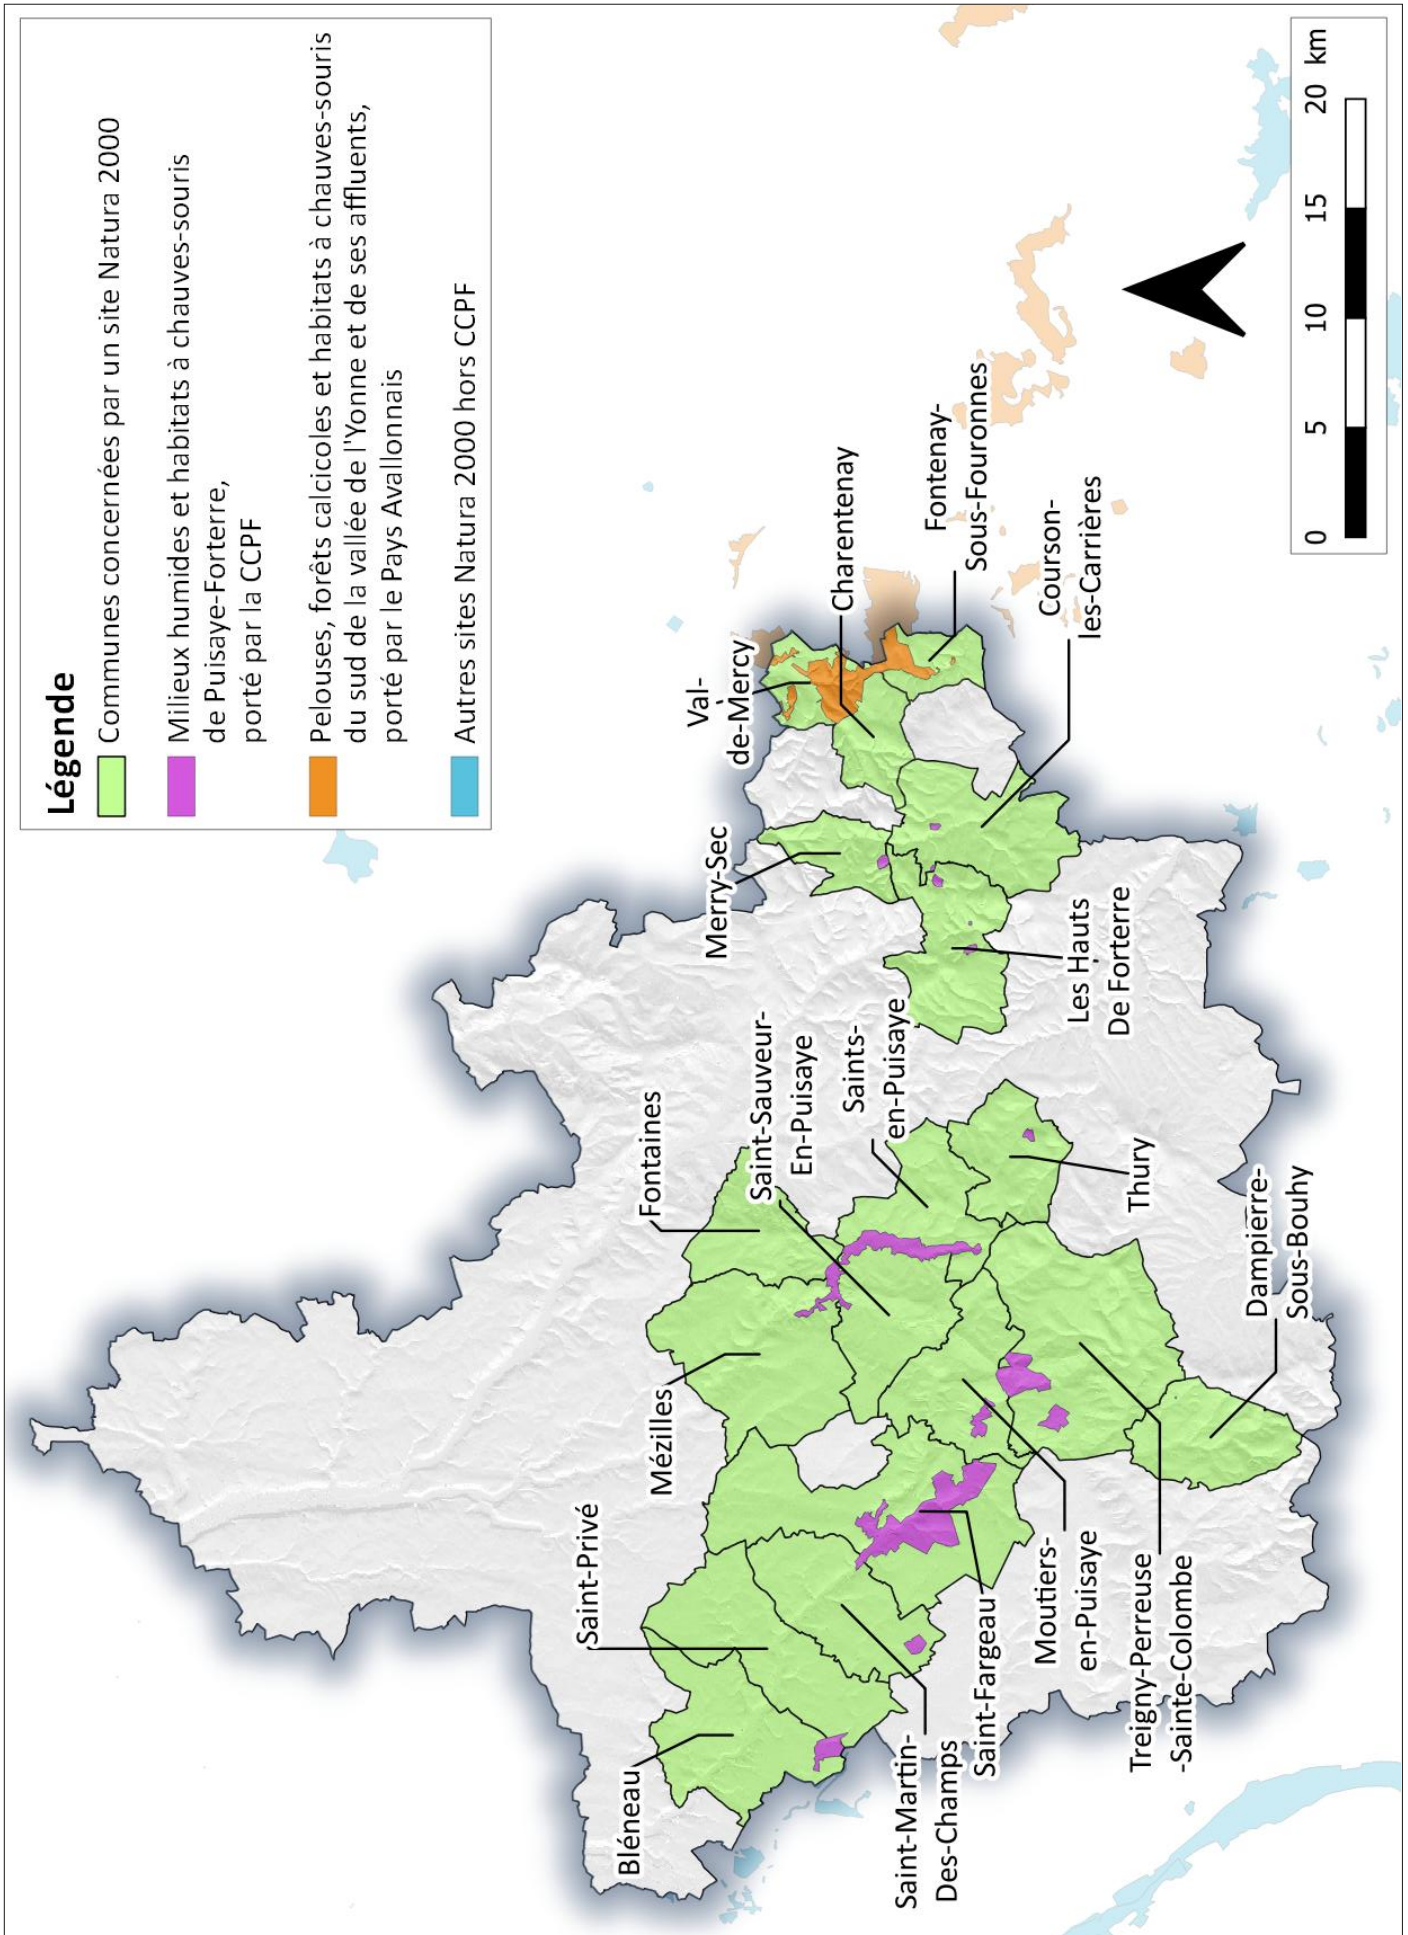 Légende
Communes concernées par un site Natura 2000
Milieux humides et habitats à chauves-souris
de Puisaye-Forterre,
porté par la CCPF
Pelouses, forêts calcicoles et habitats à chauves-souris
du sud de la vallée de l'Yonne et de ses affluents,
porté par le Pays Avallonnais
Autres sites Natura 2000 hors CCPF
Saint-Privé
Bléneau
Mézilles
Fontaines
Saint-Sauveur-
En-Puisaye
Saints-
en-Puisaye
Merry-Sec
Val-
de-Mercy
Charentenay
Fontenay-
Sous-Fouronnes
Courson-
les-Carrières
Les Hauts
De Forterre
Thury
Dampierre-
Sous-Bouhy
Treigny-Perreuse
-Sainte-Colombe
Moutiers-
en-Puisaye
Saint-Fargeau
Saint-Martin-
Des-Champs
0 5 10 15 20 km